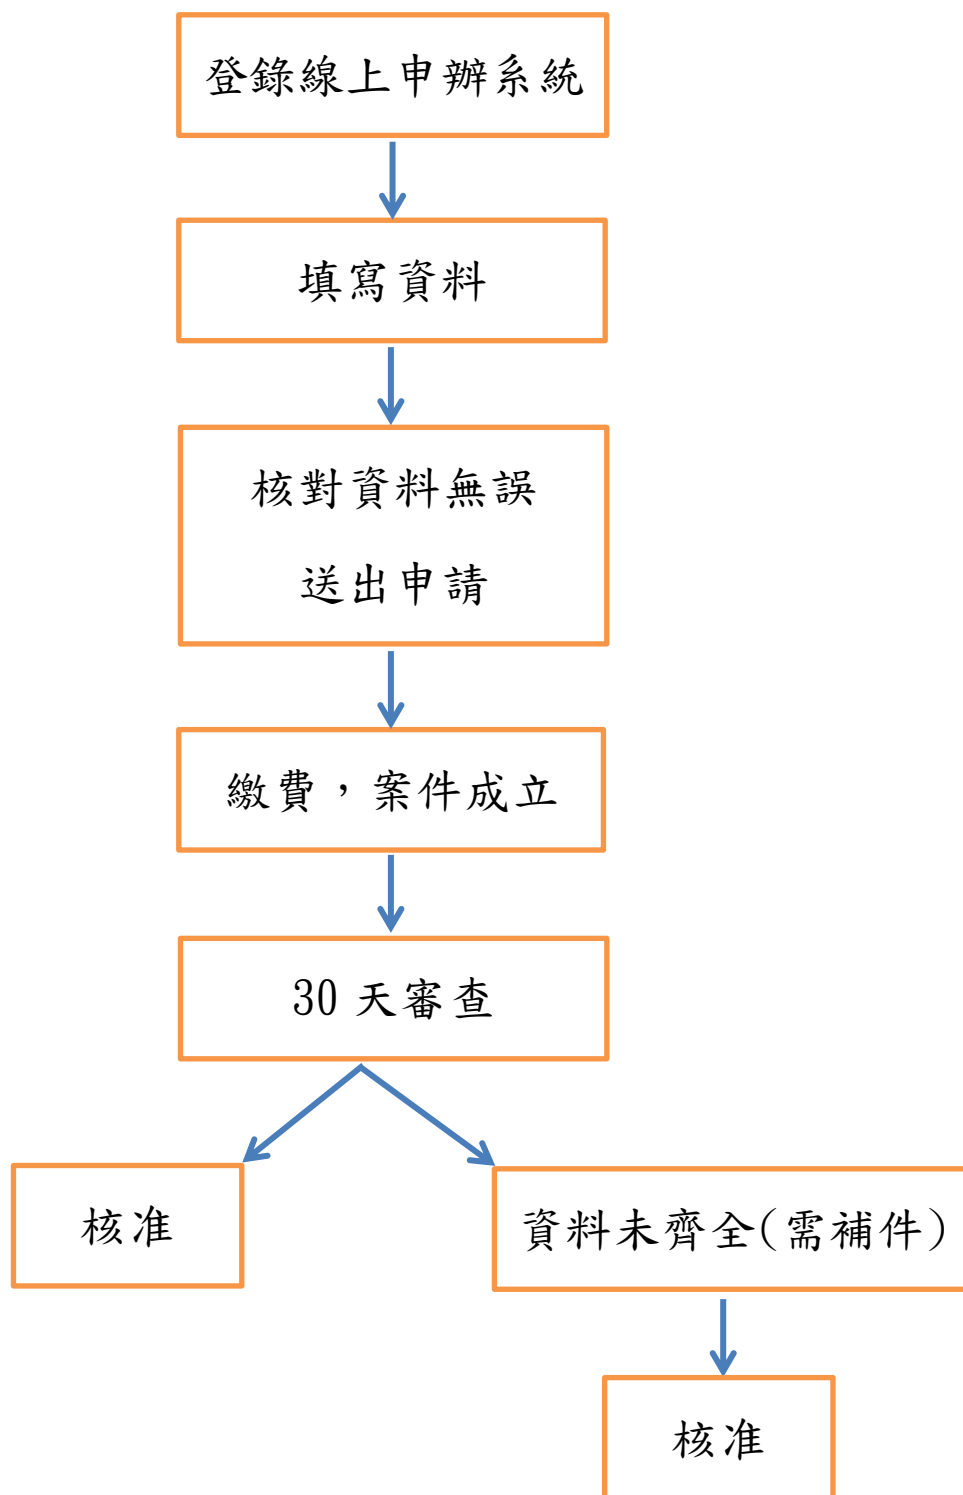 登錄線上申辦系統
填寫資料
核對資料無誤
送出申請
繳費，案件成立
30 天審查
核准
資料未齊全(需補件)
核准